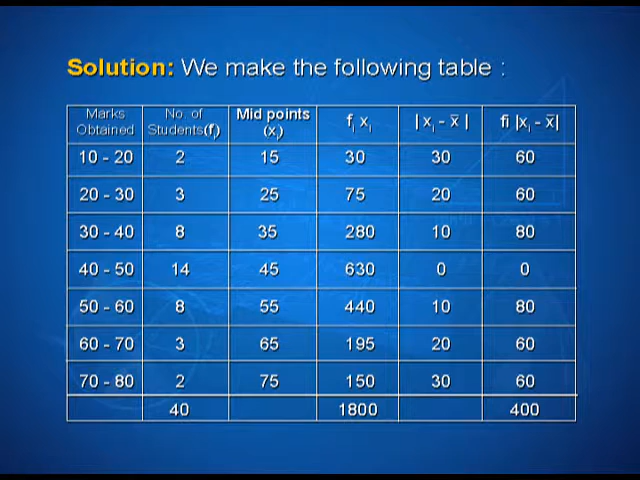 Solution: We make the following table :
Marks Obtained | No. of Students(fi) | Mid points (xi) | fi xi | | xi - x̄ | | fi |xi - x̄|
10 - 20 2 15 30 30 60
20 - 30 3 25 75 20 60
30 - 40 8 35 280 10 80
40 - 50 14 45 630 0 0
50 - 60 8 55 440 10 80
60 - 70 3 65 195 20 60
70 - 80 2 75 150 30 60
40 1800 400